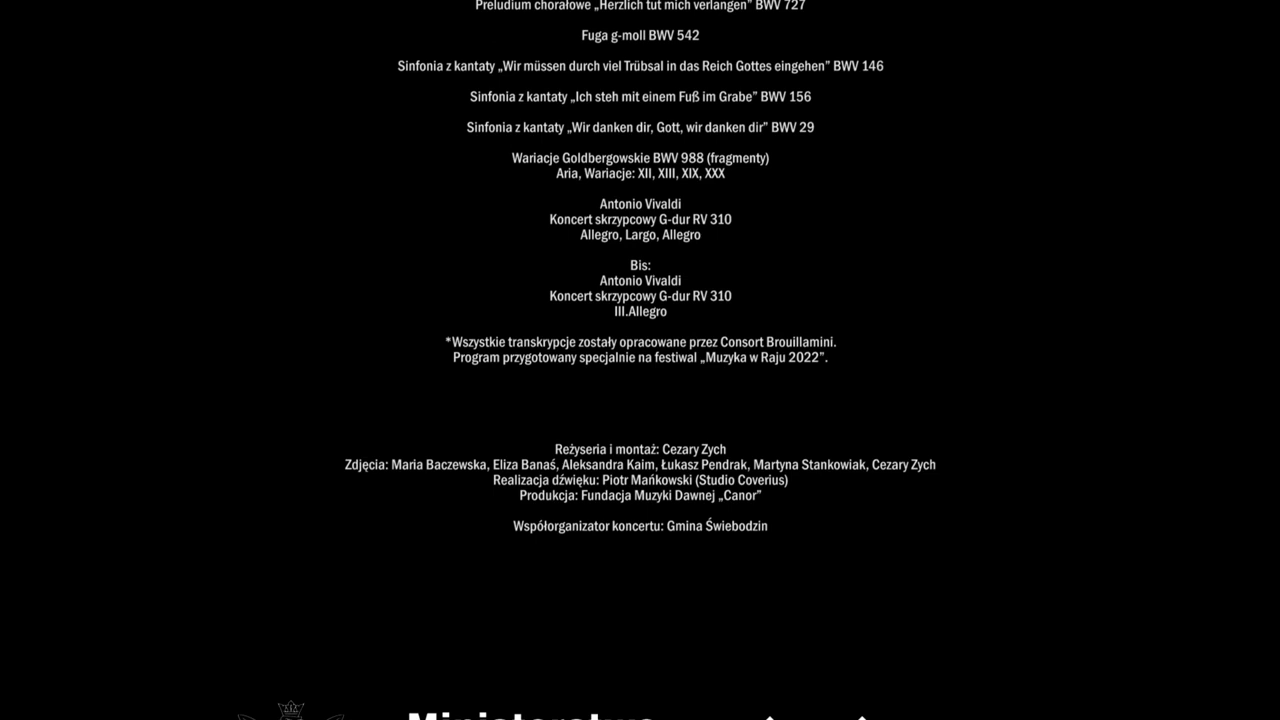 Preludium chorałowe „Herzlich tut mich verlangen” BWV 727
Fuga g-moll BWV 542
Sinfonia z kantaty „Wir müssen durch viel Trübsal in das Reich Gottes eingehen” BWV 146
Sinfonia z kantaty „Ich steh mit einem Fuß im Grabe” BWV 156
Sinfonia z kantaty „Wir danken dir, Gott, wir danken dir” BWV 29
Wariacje Goldbergowskie BWV 988 (fragmenty)
Aria, Wariacje: XII, XIII, XIX, XXX
Antonio Vivaldi
Koncert skrzypcowy G-dur RV 310
Allegro, Largo, Allegro
Bis:
Antonio Vivaldi
Koncert skrzypcowy G-dur RV 310
III.Allegro
*Wszystkie transkrypcje zostały opracowane przez Consort Brouillamini.
Program przygotowany specjalnie na festiwal „Muzyka w Raju 2022”.
Reżyseria i montaż: Cezary Zych
Zdjęcia: Maria Baczewska, Eliza Banaś, Aleksandra Kaim, Łukasz Pendrak, Martyna Stankowiak, Cezary Zych
Realizacja dźwięku: Piotr Mańkowski (Studio Coverius)
Produkcja: Fundacja Muzyki Dawnej „Canor”
Współorganizator koncertu: Gmina Świebodzin
Ministerstwo